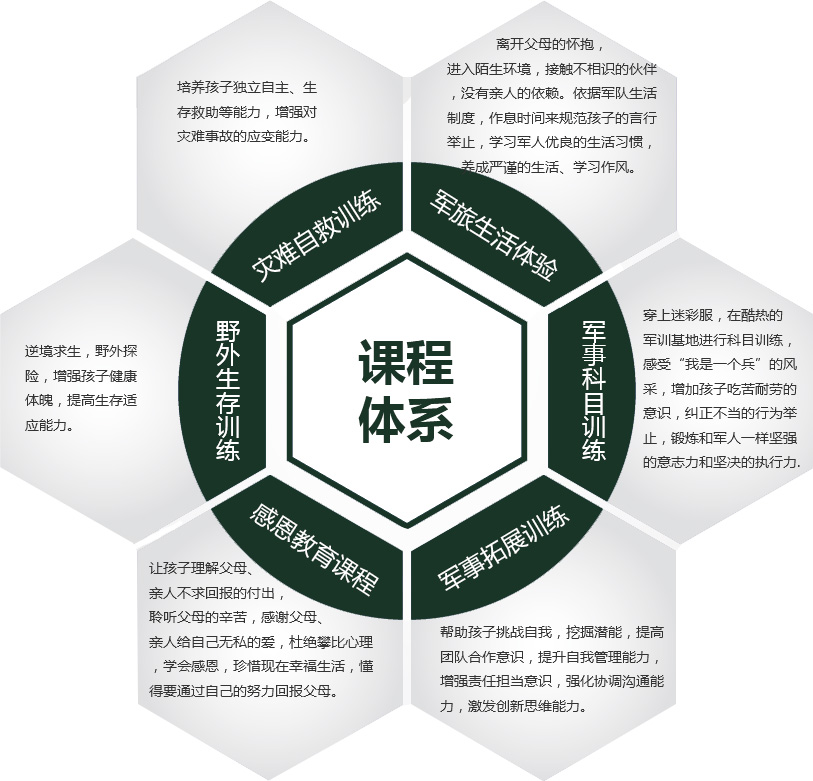 培养孩子独立自主、生
存救助等能力，增强对
灾难事故的应变能力。
离开父母的怀抱，
进入陌生环境，接触不相识的伙伴
，没有亲人的依赖。依据军队生活
制度，作息时间来规范孩子的言行
举止，学习军人优良的生活习惯，
养成严谨的生活、学习作风。
灾难自救训练
军旅生活体验
逆境求生，野外探
险，增强孩子健康
体魄，提高生存适
应能力。
野外生存训练
课程
体系
军事科目训练
穿上迷彩服，在酷热的
军训基地进行科目训练，
感受“我是一个兵”的风
采，增加孩子吃苦耐劳的
意识，纠正不当的行为举
止，锻炼和军人一样坚强
的意志力和坚决的执行力.
感恩教育课程
军事拓展训练
让孩子理解父母、
亲人不求回报的付出，
聆听父母的辛苦，感谢父母、
亲人给自己无私的爱，杜绝攀比心理
，学会感恩，珍惜现在幸福生活，懂
得要通过自己的努力回报父母。
帮助孩子挑战自我，挖掘潜能，提高
团队合作意识，提升自我管理能力，
增强责任担当意识，强化协调沟通能
力，激发创新思维能力。